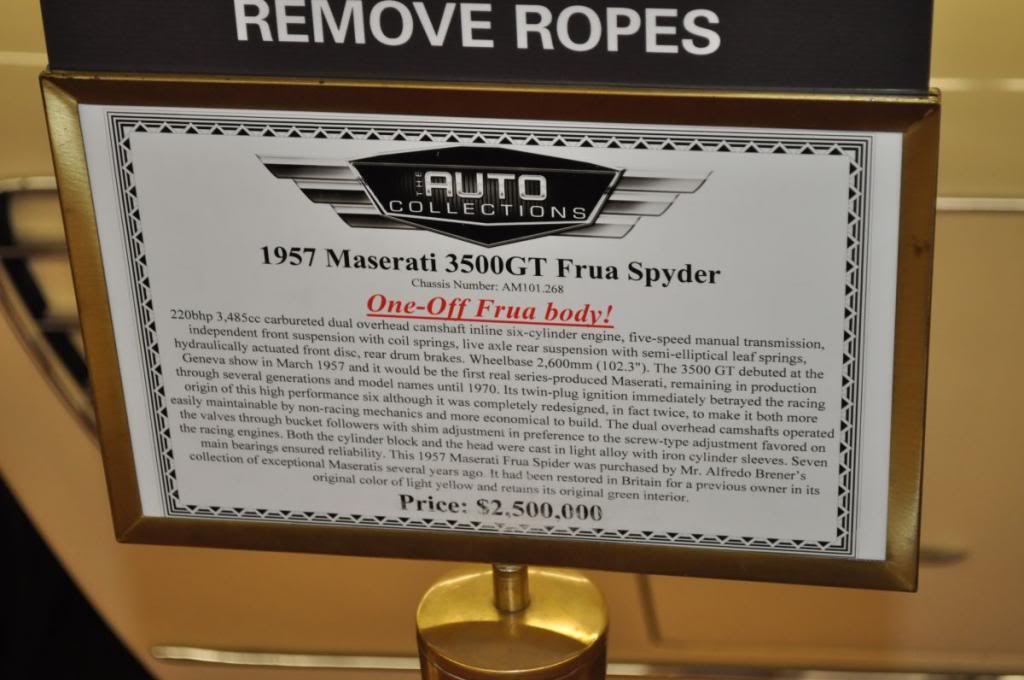 REMOVE ROPES
THE AUTO
COLLECTIONS
1957 Maserati 3500GT Frua Spyder
Chassis Number: AM101.268
One-Off Frua body!
220bhp 3,485cc carbureted dual overhead camshaft inline six-cylinder engine, five-speed manual transmission,
independent front suspension with coil springs, live axle rear suspension with semi-elliptical leaf springs,
hydraulically actuated front disc, rear drum brakes. Wheelbase 2,600mm (102.3"). The 3500 GT debuted at the
Geneva show in March 1957 and it would be the first real series-produced Maserati, remaining in production
through several generations and model names until 1970. Its twin-plug ignition immediately betrayed the racing
origin of this high performance six although it was completely redesigned, in fact twice, to make it both more
easily maintainable by non-racing mechanics and more economical to build. The dual overhead camshafts operated
the valves through bucket followers with shim adjustment in preference to the screw-type adjustment favored on
the racing engines. Both the cylinder block and the head were cast in light alloy with iron cylinder sleeves. Seven
main bearings ensured reliability. This 1957 Maserati Frua Spider was purchased by Mr. Alfredo Brener's
collection of exceptional Maseratis several years ago. It had been restored in Britain for a previous owner in its
original color of light yellow and retains its original green interior.
Price: $2,500,000